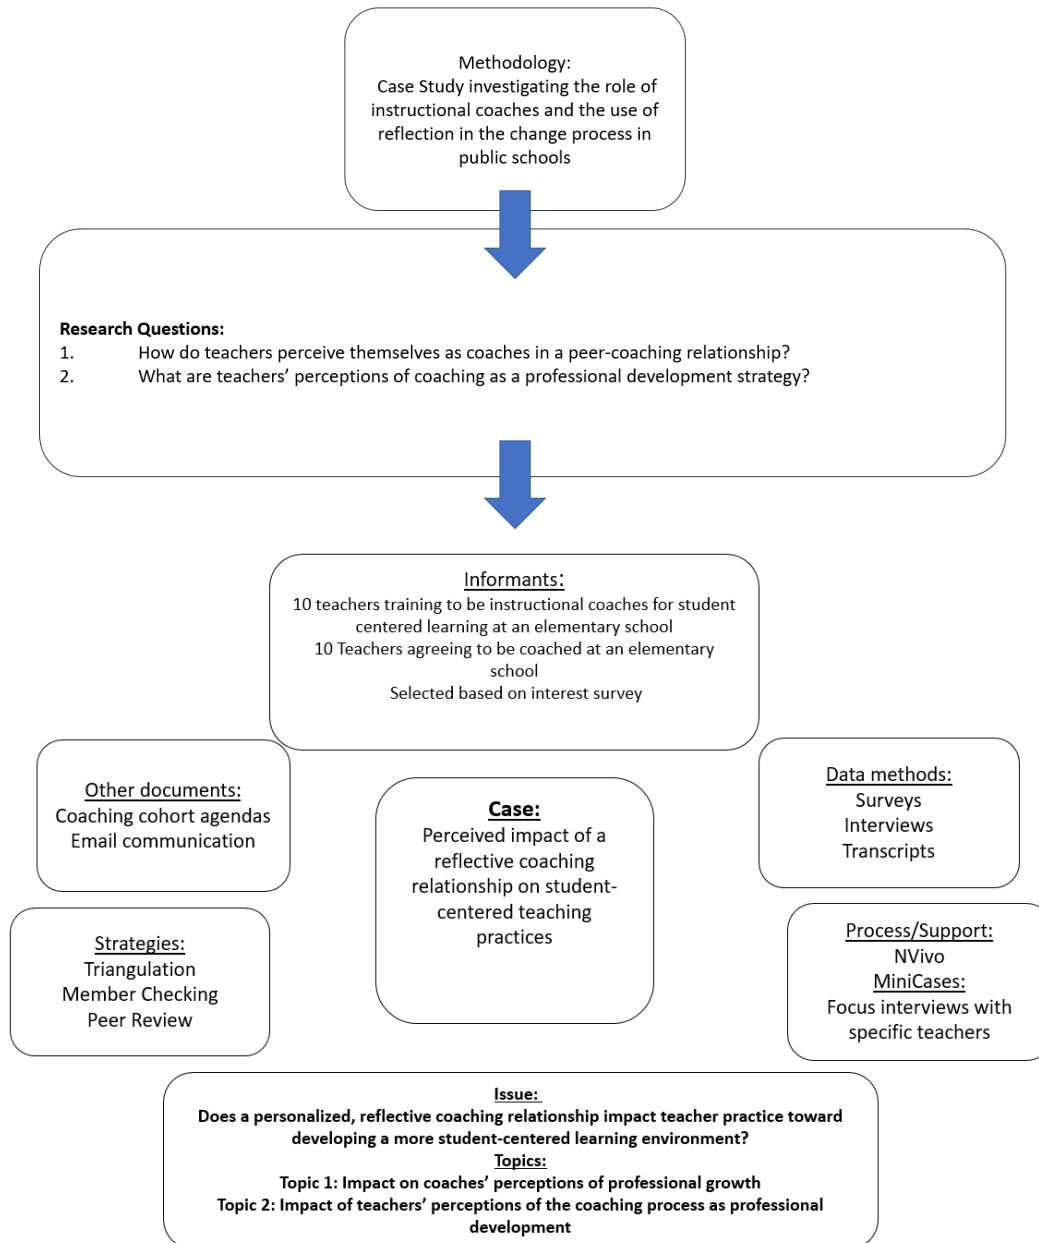 Methodology:
Case Study investigating the role of
instructional coaches and the use of
reflection in the change process in
public schools
Research Questions:
1. How do teachers perceive themselves as coaches in a peer-coaching relationship?
2. What are teachers’ perceptions of coaching as a professional development strategy?
Informants:
10 teachers training to be instructional coaches for student
centered learning at an elementary school
10 Teachers agreeing to be coached at an elementary
school
Selected based on interest survey
Other documents:
Coaching cohort agendas
Email communication
Case:
Perceived impact of a
reflective coaching
relationship on student-
centered teaching
practices
Data methods:
Surveys
Interviews
Transcripts
Strategies:
Triangulation
Member Checking
Peer Review
Process/Support:
NVivo
MiniCases:
Focus interviews with
specific teachers
Issue:
Does a personalized, reflective coaching relationship impact teacher practice toward
developing a more student-centered learning environment?
Topics:
Topic 1: Impact on coaches’ perceptions of professional growth
Topic 2: Impact of teachers’ perceptions of the coaching process as professional
development